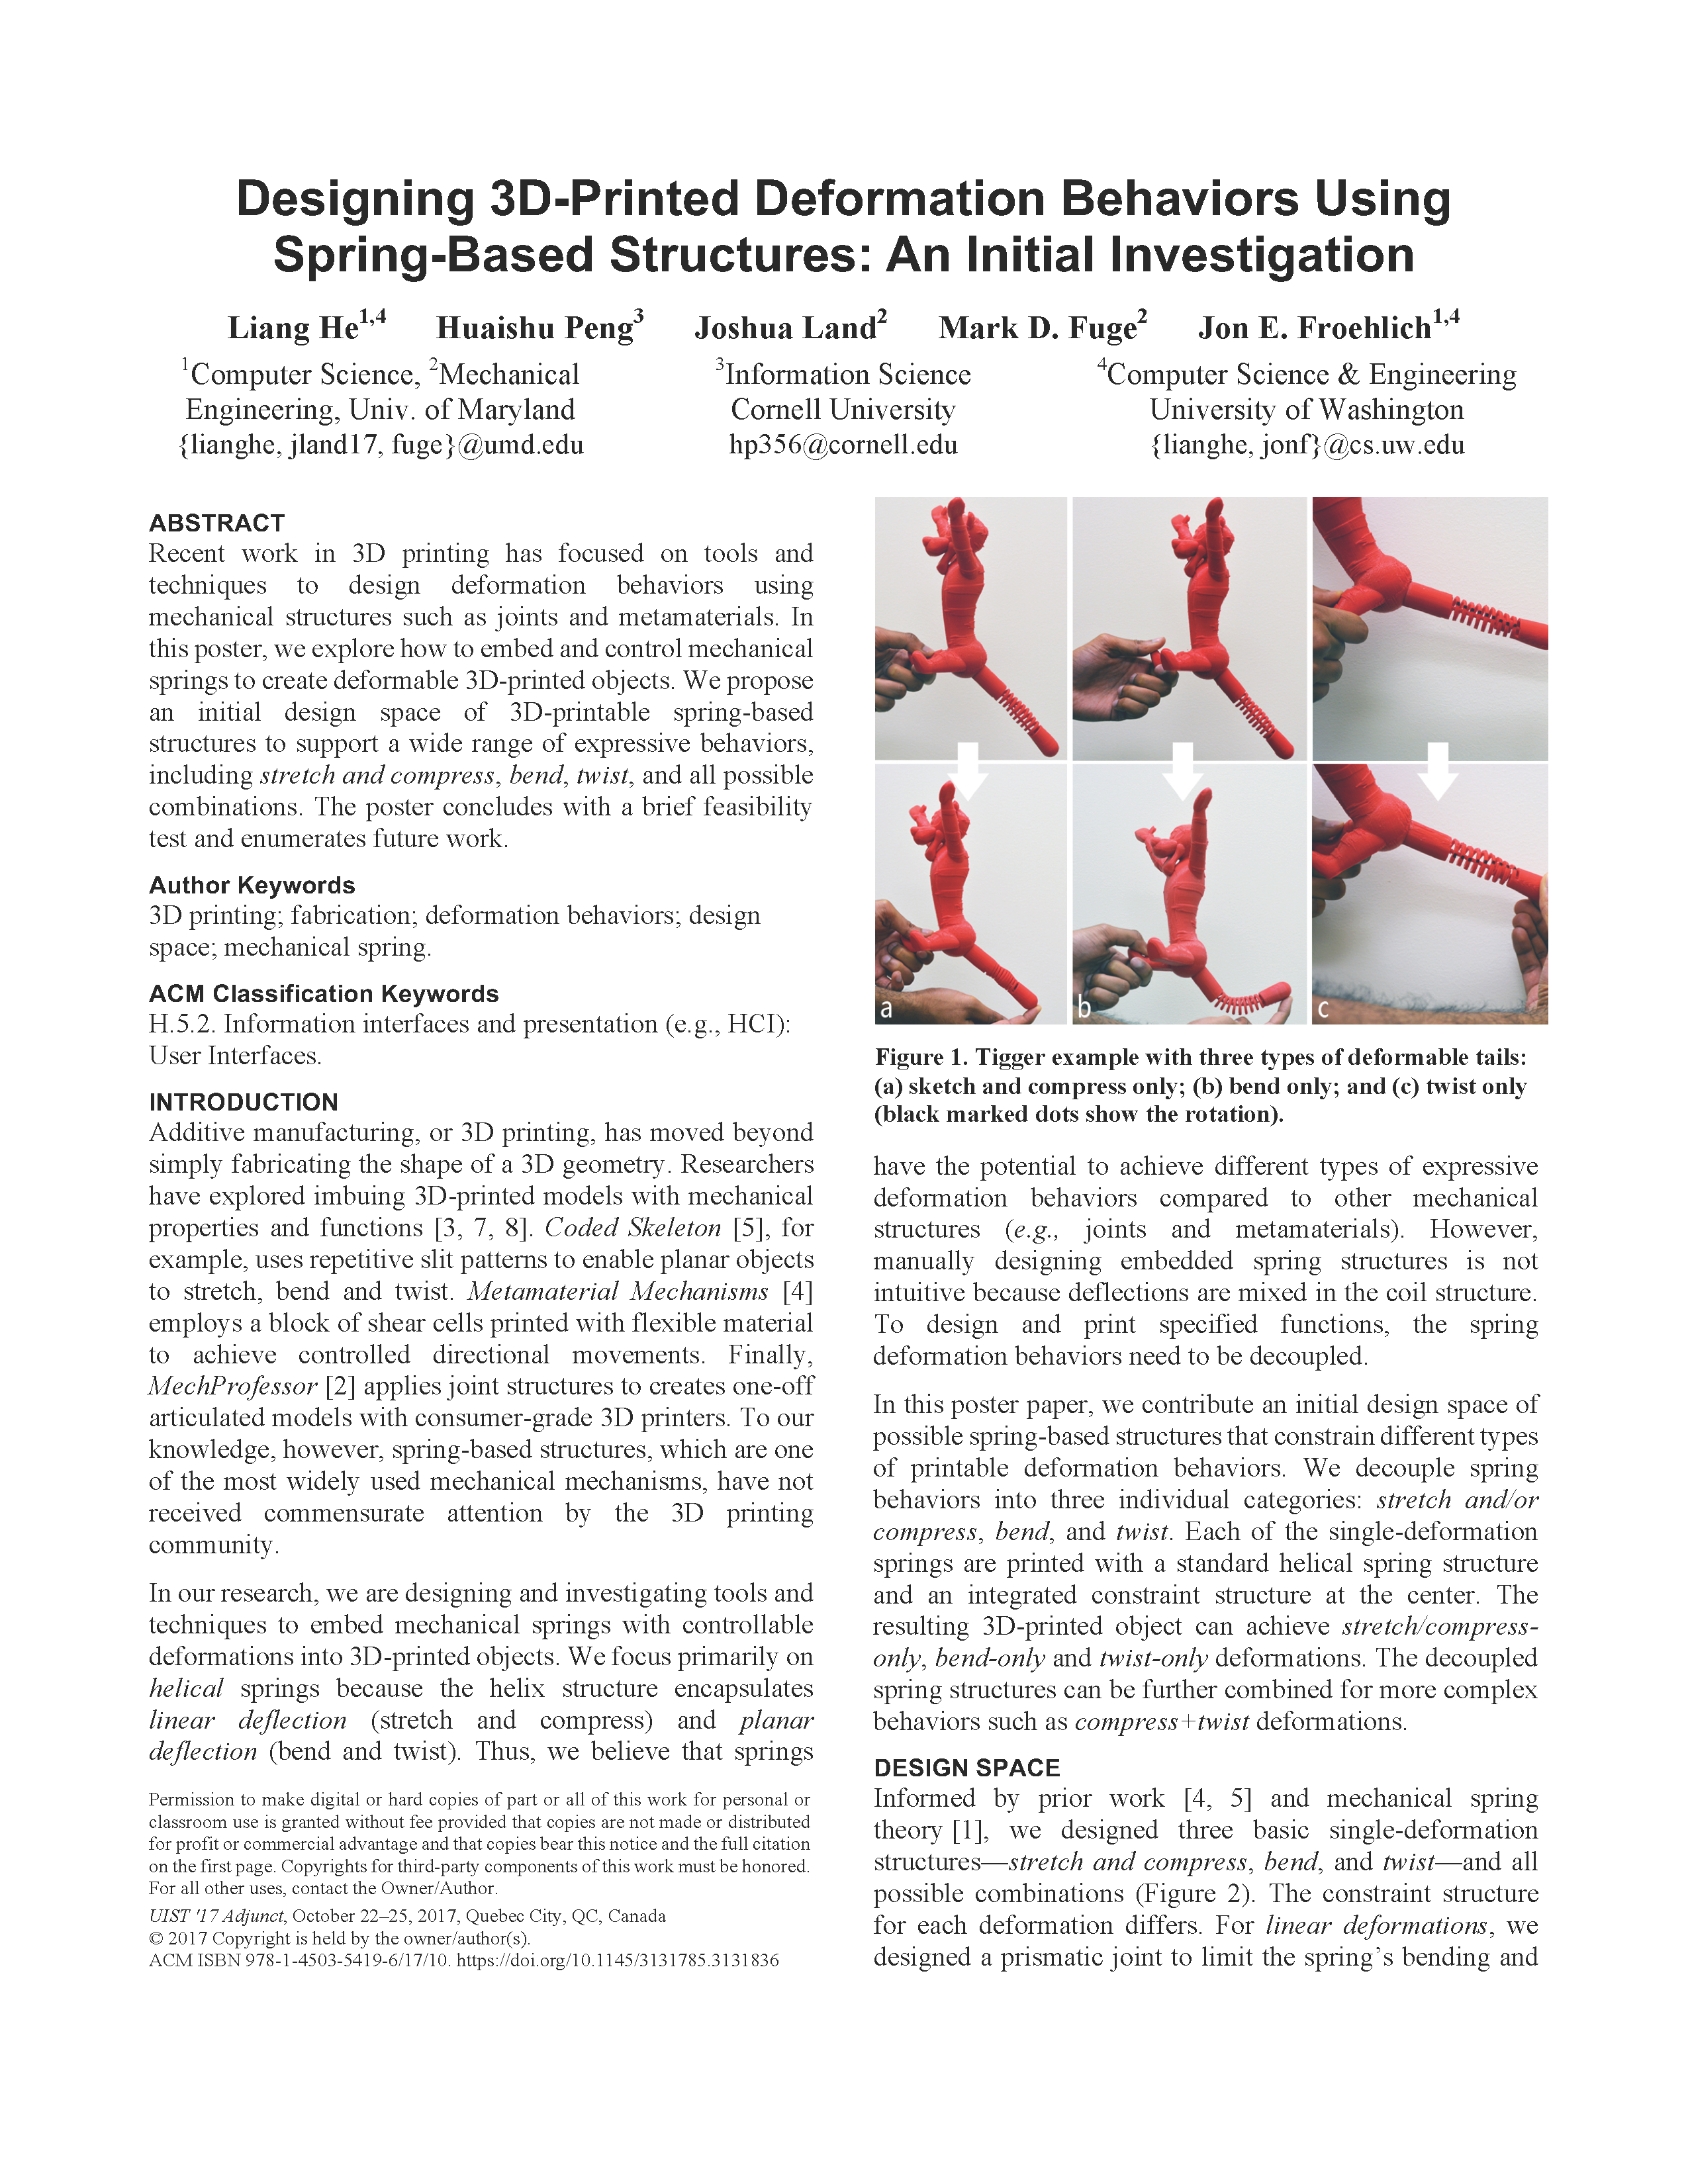 Designing 3D-Printed Deformation Behaviors Using
Spring-Based Structures: An Initial Investigation
Liang He1,4 Huaishu Peng3 Joshua Land2 Mark D. Fuge2 Jon E. Froehlich1,4
1Computer Science, 2Mechanical
Engineering, Univ. of Maryland
{lianghe, jland17, fuge}@umd.edu
3Information Science
Cornell University
hp356@cornell.edu
4Computer Science & Engineering
University of Washington
{lianghe, jonf}@cs.uw.edu
ABSTRACT
Recent work in 3D printing has focused on tools and
techniques to design deformation behaviors using
mechanical structures such as joints and metamaterials. In
this poster, we explore how to embed and control mechanical
springs to create deformable 3D-printed objects. We propose
an initial design space of 3D-printable spring-based
structures to support a wide range of expressive behaviors,
including stretch and compress, bend, twist, and all possible
combinations. The poster concludes with a brief feasibility
test and enumerates future work.
Author Keywords
3D printing; fabrication; deformation behaviors; design
space; mechanical spring.
ACM Classification Keywords
H.5.2. Information interfaces and presentation (e.g., HCI):
User Interfaces.
INTRODUCTION
Additive manufacturing, or 3D printing, has moved beyond
simply fabricating the shape of a 3D geometry. Researchers
have explored imbuing 3D-printed models with mechanical
properties and functions [3, 7, 8]. Coded Skeleton [5], for
example, uses repetitive slit patterns to enable planar objects
to stretch, bend and twist. Metamaterial Mechanisms [4]
employs a block of shear cells printed with flexible material
to achieve controlled directional movements. Finally,
MechProfessor [2] applies joint structures to creates one-off
articulated models with consumer-grade 3D printers. To our
knowledge, however, spring-based structures, which are one
of the most widely used mechanical mechanisms, have not
received commensurate attention by the 3D printing
community.
In our research, we are designing and investigating tools and
techniques to embed mechanical springs with controllable
deformations into 3D-printed objects. We focus primarily on
helical springs because the helix structure encapsulates
linear deflection (stretch and compress) and planar
deflection (bend and twist). Thus, we believe that springs
Permission to make digital or hard copies of part or all of this work for personal or
classroom use is granted without fee provided that copies are not made or distributed
for profit or commercial advantage and that copies bear this notice and the full citation
on the first page. Copyrights for third-party components of this work must be honored.
For all other uses, contact the Owner/Author.
UIST '17 Adjunct, October 22–25, 2017, Quebec City, QC, Canada
© 2017 Copyright is held by the owner/author(s).
ACM ISBN 978-1-4503-5419-6/17/10. https://doi.org/10.1145/3131785.3131836
a
b
c
Figure 1. Tigger example with three types of deformable tails:
(a) sketch and compress only; (b) bend only; and (c) twist only
(black marked dots show the rotation).
have the potential to achieve different types of expressive
deformation behaviors compared to other mechanical
structures (e.g., joints and metamaterials). However,
manually designing embedded spring structures is not
intuitive because deflections are mixed in the coil structure.
To design and print specified functions, the spring
deformation behaviors need to be decoupled.
In this poster paper, we contribute an initial design space of
possible spring-based structures that constrain different types
of printable deformation behaviors. We decouple spring
behaviors into three individual categories: stretch and/or
compress, bend, and twist. Each of the single-deformation
springs are printed with a standard helical spring structure
and an integrated constraint structure at the center. The
resulting 3D-printed object can achieve stretch/compress-
only, bend-only and twist-only deformations. The decoupled
spring structures can be further combined for more complex
behaviors such as compress+twist deformations.
DESIGN SPACE
Informed by prior work [4, 5] and mechanical spring
theory [1], we designed three basic single-deformation
structures—stretch and compress, bend, and twist—and all
possible combinations (Figure 2). The constraint structure
for each deformation differs. For linear deformations, we
designed a prismatic joint to limit the spring’s bending and